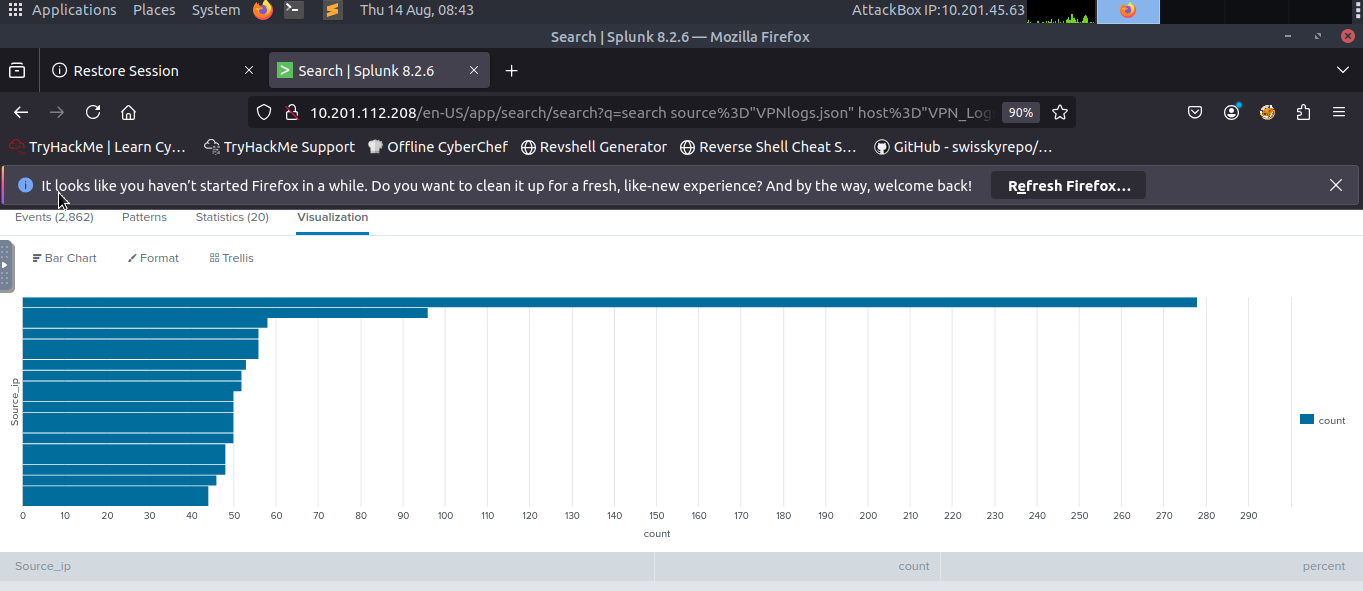 Applications Places System Thu 14 Aug, 08:43 AttackBox IP:10.201.45.63
Search | Splunk 8.2.6 — Mozilla Firefox
Restore Session Search | Splunk 8.2.6
10.201.112.208/en-US/app/search/search?q=search source%3D"VPNlogs.json" host%3D"VPN_Log 90%
TryHackMe | Learn Cy... TryHackMe Support Offline CyberChef Revshell Generator Reverse Shell Cheat S... GitHub - swisskyrepo/...
It looks like you haven't started Firefox in a while. Do you want to clean it up for a fresh, like-new experience? And by the way, welcome back! Refresh Firefox...
Events (2,862) Patterns Statistics (20) Visualization
Bar Chart Format Trellis
Source_ip
count
0 10 20 30 40 50 60 70 80 90 100 110 120 130 140 150 160 170 180 190 200 210 220 230 240 250 260 270 280 290
count
Source_ip count percent